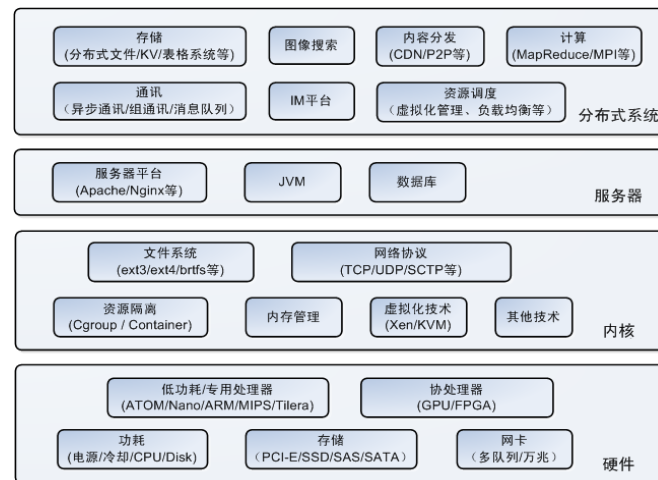 存储
(分布式文件/KV/表格系统等)
图像搜索
内容分发
(CDN/P2P等)
计算
(MapReduce/MPI等)
通讯
（异步通讯/组通讯/消息队列）
IM平台
资源调度
（虚拟化管理、负载均衡等）
分布式系统
服务器平台
(Apache/Nginx等)
JVM
数据库
服务器
文件系统
(ext3/ext4/brtfs等)
网络协议
(TCP/UDP/SCTP等)
资源隔离
(Cgroup / Container)
内存管理
虚拟化技术
(Xen/KVM)
其他技术
内核
低功耗/专用处理器
(ATOM/Nano/ARM/MIPS/Tilera)
协处理器
(GPU/FPGA)
功耗
(电源/冷却/CPU/Disk)
存储
(PCI-E/SSD/SAS/SATA）
网卡
（多队列/万兆）
硬件